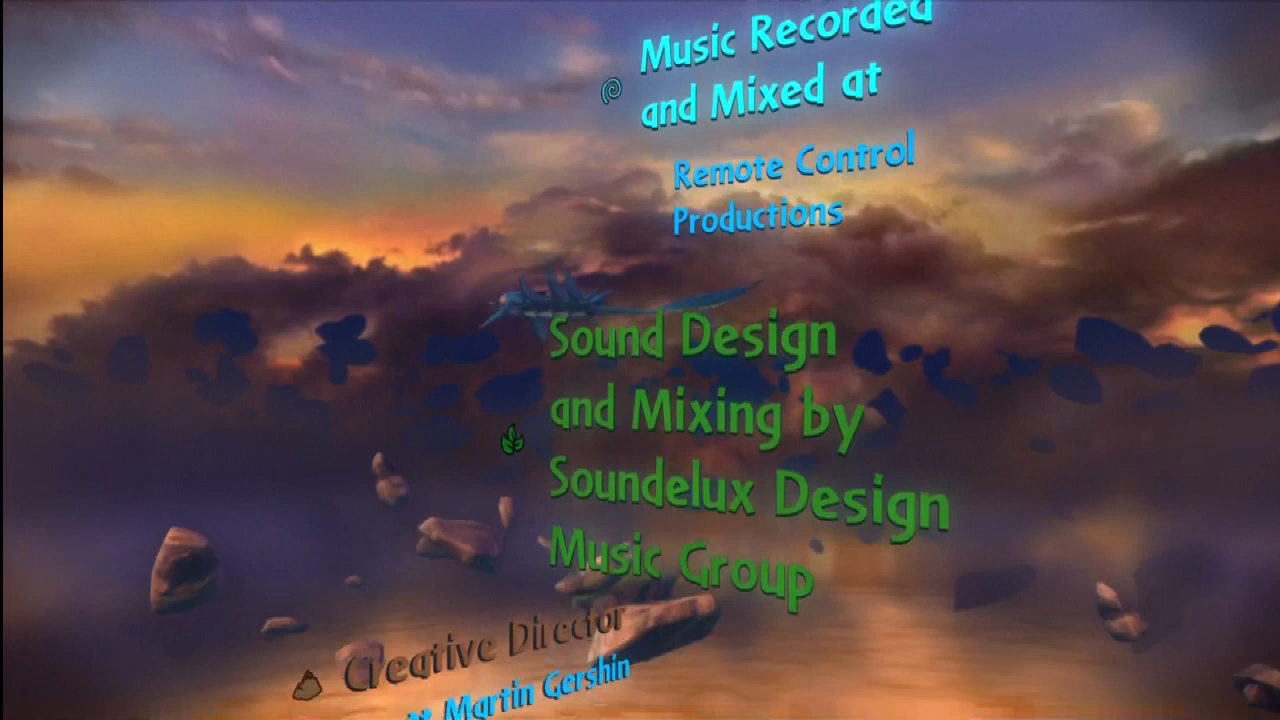 Music Recorded
and Mixed at
Remote Control
Productions
Sound Design
and Mixing by
Soundelux Design
Music Group
Creative Director
Martin Gershin